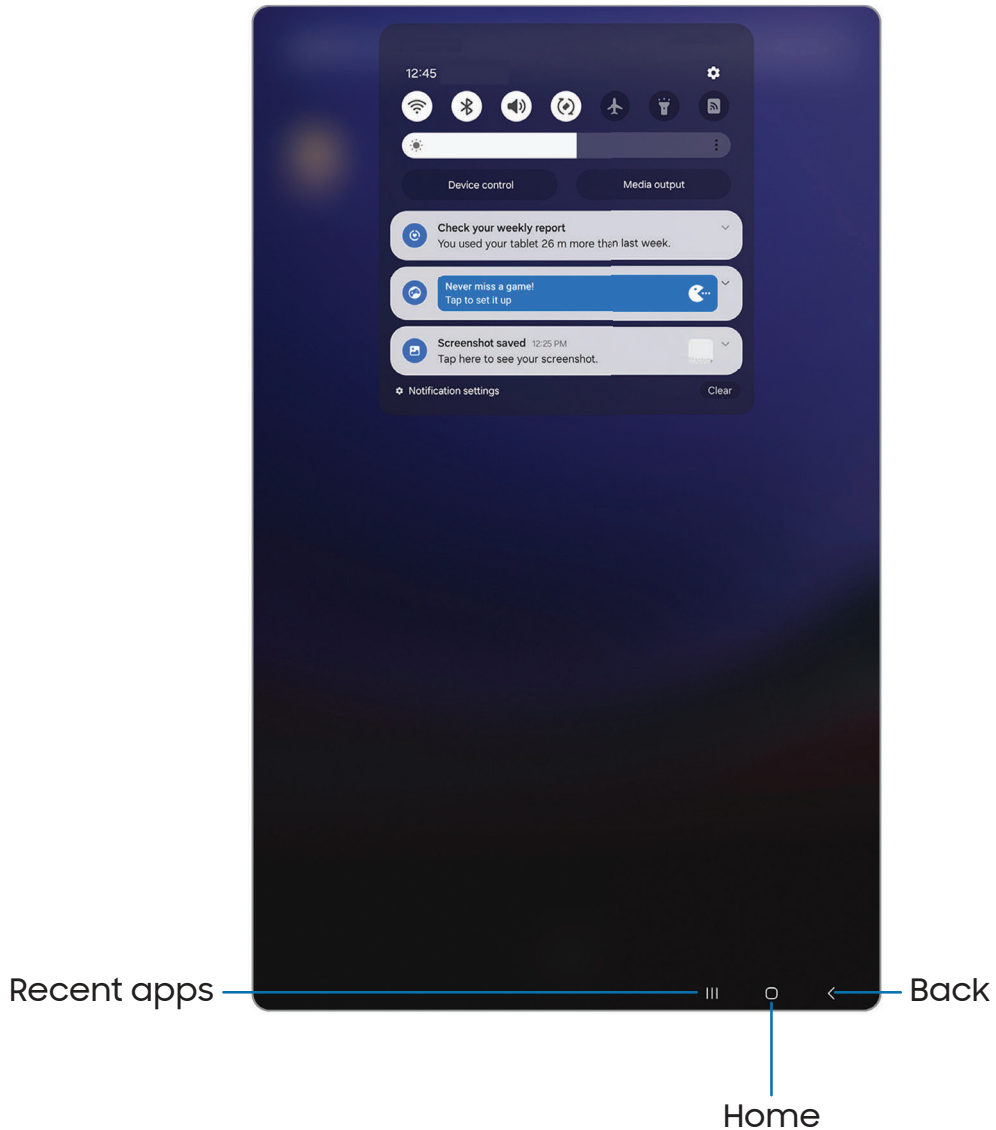 12:45
Device control
Media output
Check your weekly report
You used your tablet 26 m more than last week.
Never miss a game!
Tap to set it up
Screenshot saved 12:25 PM
Tap here to see your screenshot.
Notification settings
Clear
Recent apps
Back
Home